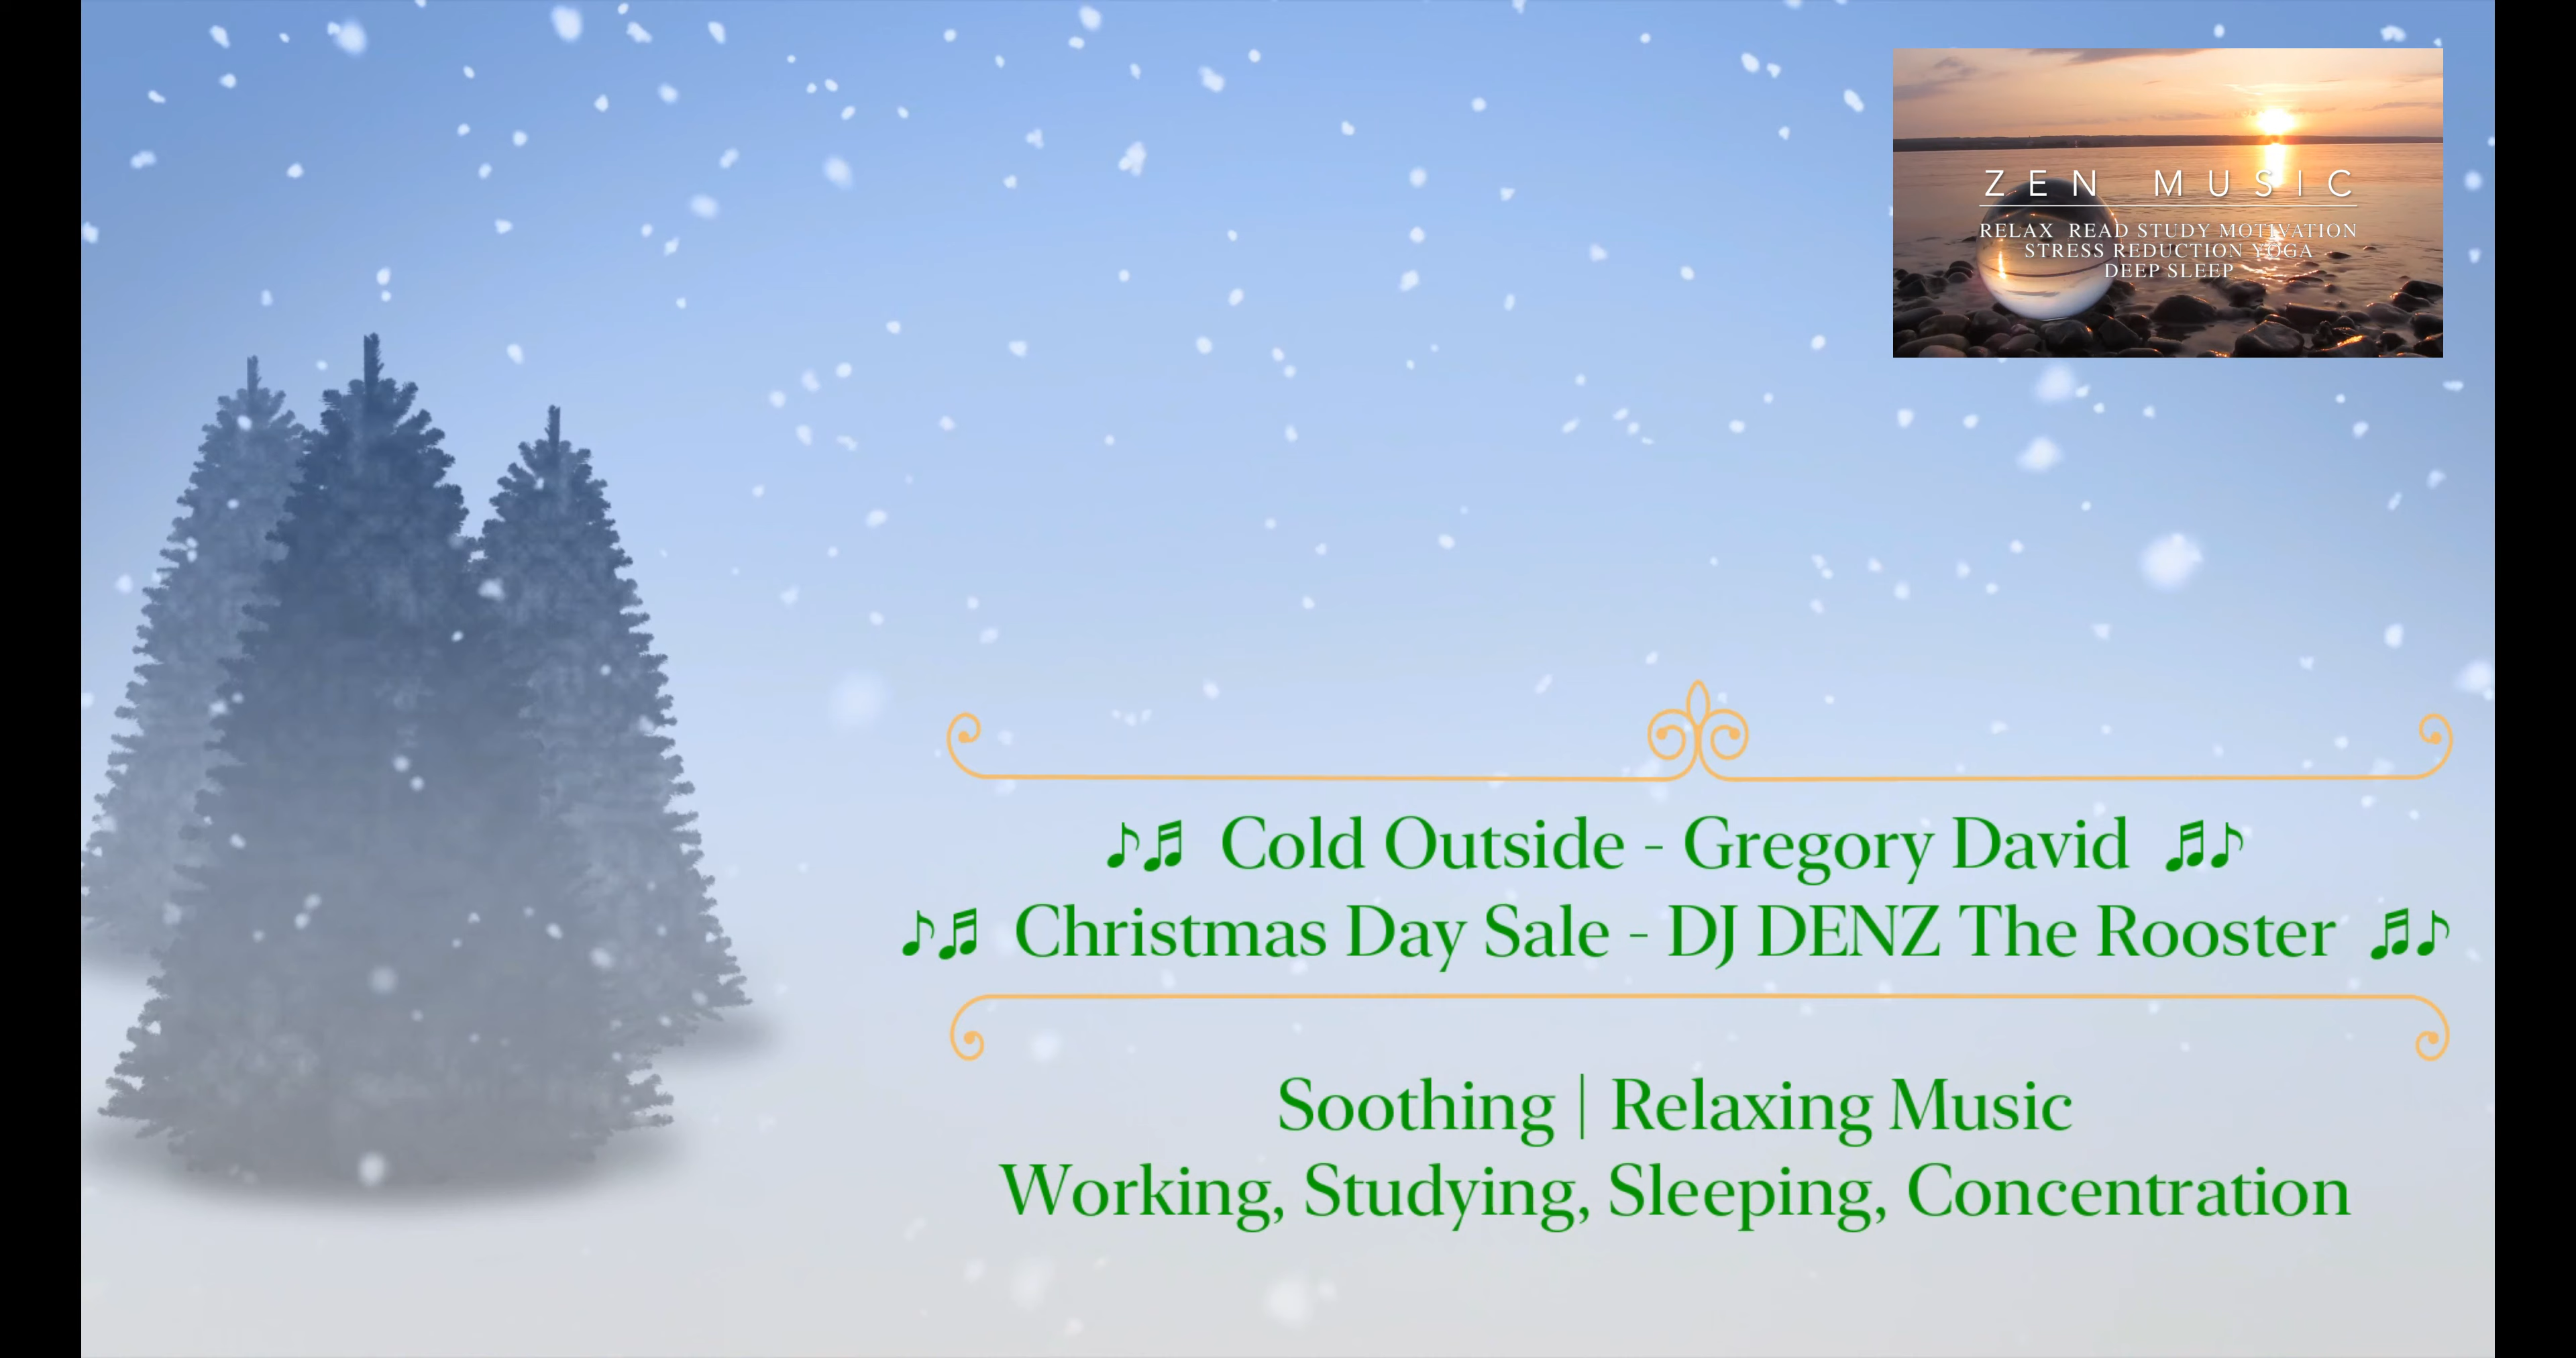 ZEN MUSIC
RELAX READ STUDY MOTIVATION
STRESS REDUCTION YOGA
DEEP SLEEP
♪♬ Cold Outside - Gregory David ♬♪
♪♬ Christmas Day Sale - DJ DENZ The Rooster ♬♪
Soothing | Relaxing Music
Working, Studying, Sleeping, Concentration